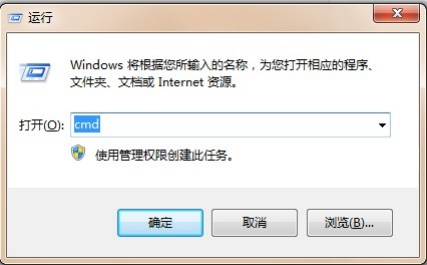 运行
Windows 将根据您所输入的名称，为您打开相应的程序、
文件夹、文档或 Internet 资源。
打开(O): cmd
使用管理权限创建此任务。
确定 取消 浏览(B)...